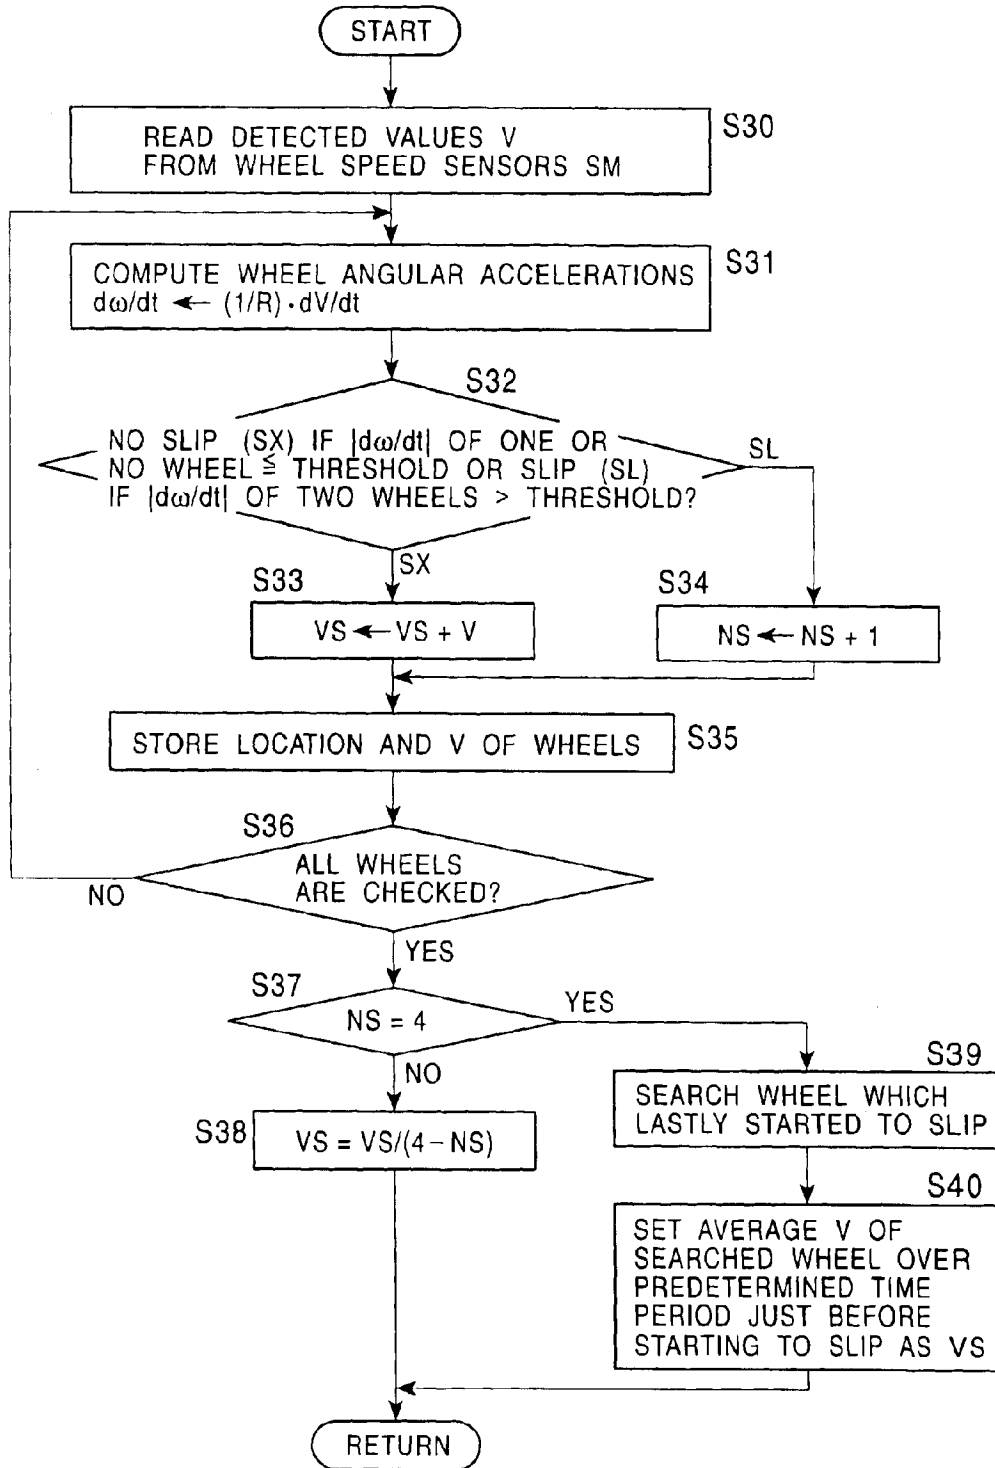 START
READ DETECTED VALUES V
FROM WHEEL SPEED SENSORS SM
S30
COMPUTE WHEEL ANGULAR ACCELERATIONS
dω/dt ← (1/R)·dV/dt
S31
S32
NO SLIP (SX) IF |dω/dt| OF ONE OR
NO WHEEL ≦ THRESHOLD OR SLIP (SL)
IF |dω/dt| OF TWO WHEELS > THRESHOLD?
SL
SX
S33
VS ← VS + V
S34
NS ← NS + 1
STORE LOCATION AND V OF WHEELS
S35
S36
ALL WHEELS
ARE CHECKED?
NO
YES
S37
NS = 4
YES
NO
S38
VS = VS/(4 – NS)
S39
SEARCH WHEEL WHICH
LASTLY STARTED TO SLIP
S40
SET AVERAGE V OF
SEARCHED WHEEL OVER
PREDETERMINED TIME
PERIOD JUST BEFORE
STARTING TO SLIP AS VS
RETURN